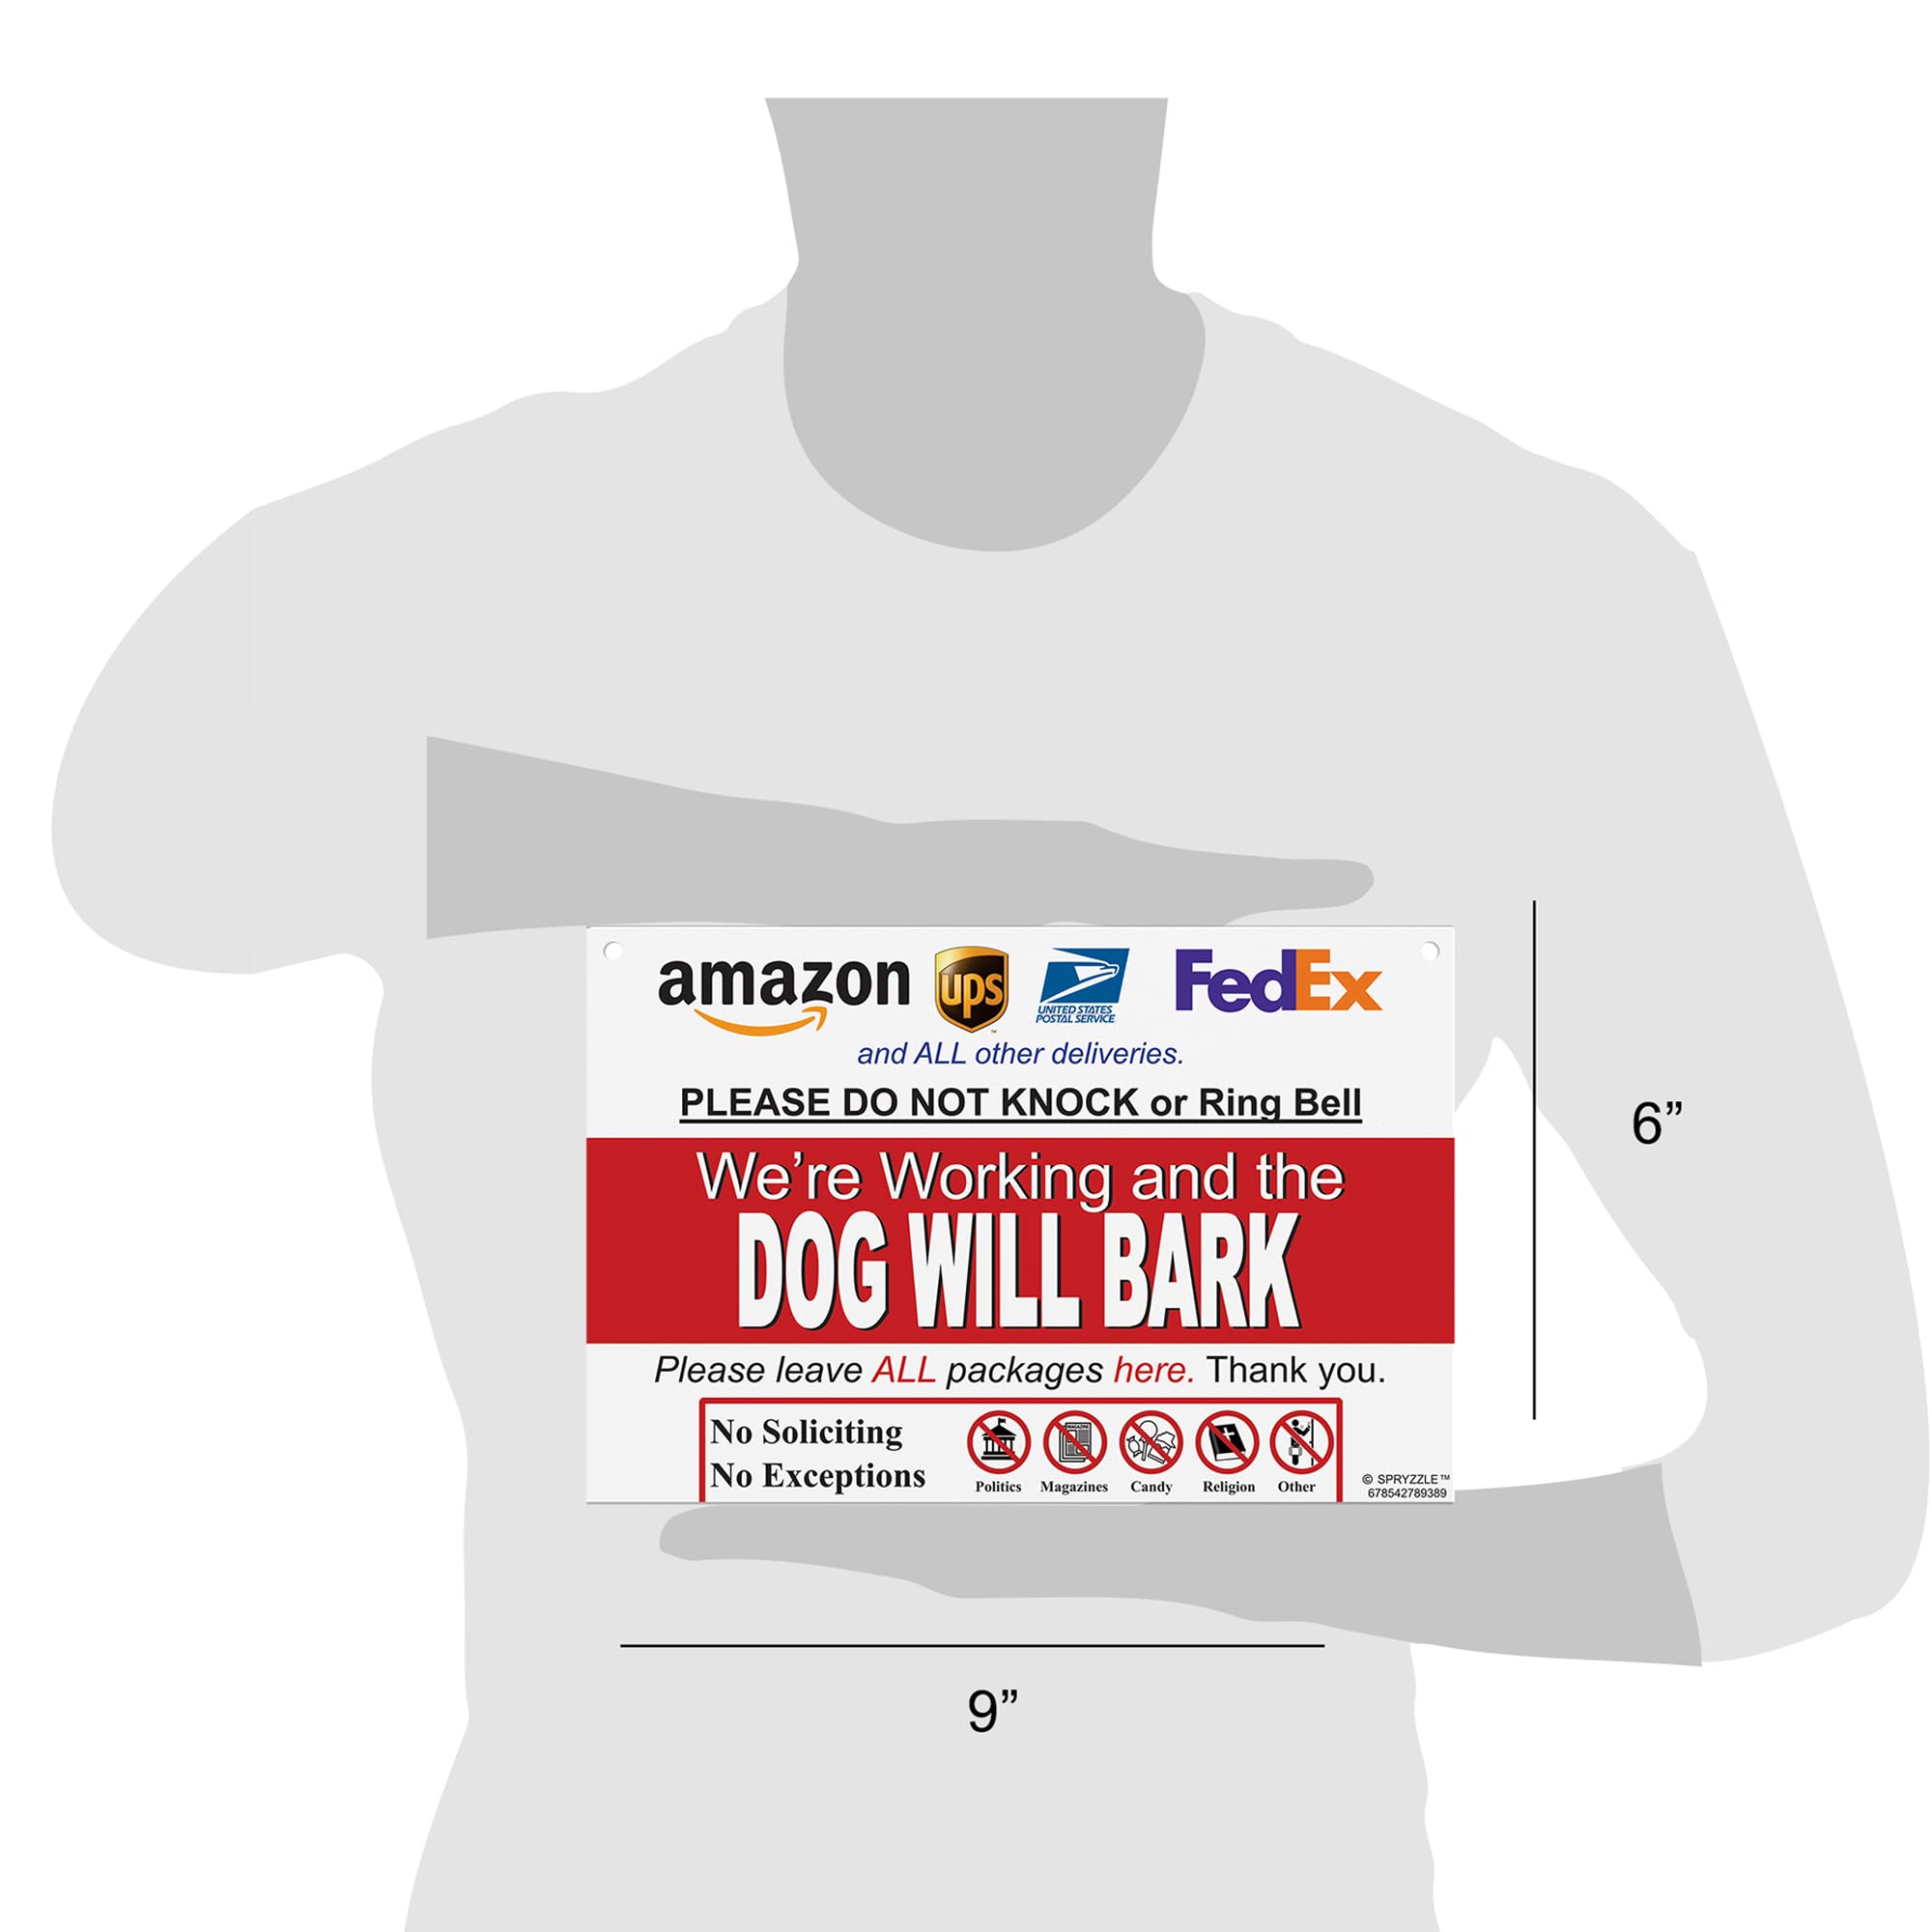 amazon ups UNITED STATES POSTAL SERVICE FedEx
and ALL other deliveries.
PLEASE DO NOT KNOCK or Ring Bell
We're Working and the
DOG WILL BARK
Please leave ALL packages here. Thank you.
No Soliciting
No Exceptions
Politics Magazines Candy Religion Other
© SPRYZZLE™
678542789389
6”
9”